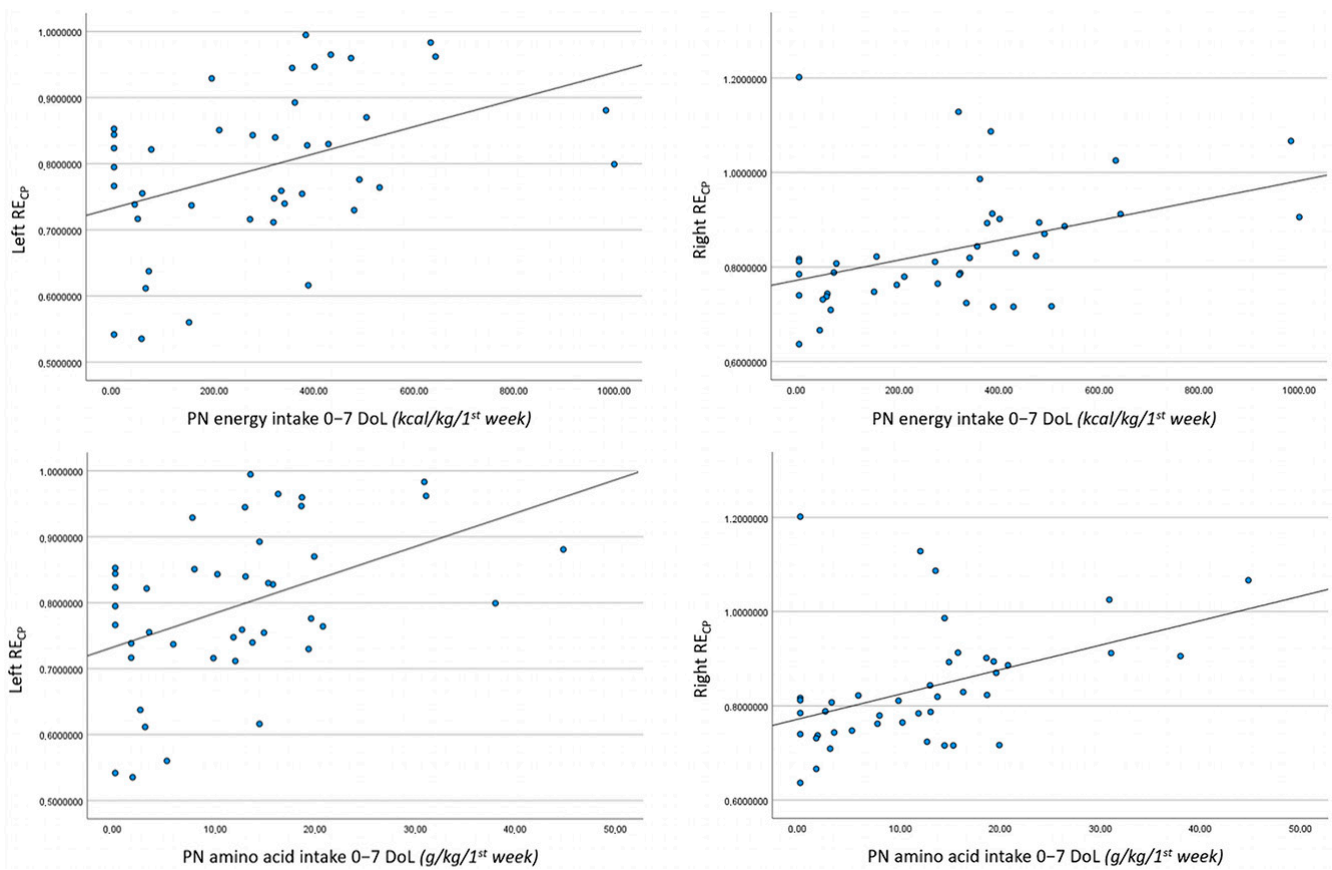 1,0000000
0,9000000
0,8000000
0,7000000
0,6000000
0,5000000
Left RE_CP
0,00 200,00 400,00 600,00 800,00 1000,00
PN energy intake 0–7 DoL (kcal/kg/1st week)
1.2000000
1.0000000
0,8000000
0,6000000
Right RE_CP
0,00 200,00 400,00 600,00 800,00 1000,00
PN energy intake 0–7 DoL (kcal/kg/1st week)
1,0000000
0,9000000
0,8000000
0,7000000
0,6000000
0,5000000
Left RE_CP
0,00 10,00 20,00 30,00 40,00 50,00
PN amino acid intake 0–7 DoL (g/kg/1st week)
1.2000000
1.0000000
0,8000000
0,6000000
Right RE_CP
0.00 10.00 20.00 30.00 40.00 50.00
PN amino acid intake 0–7 DoL (g/kg/1st week)